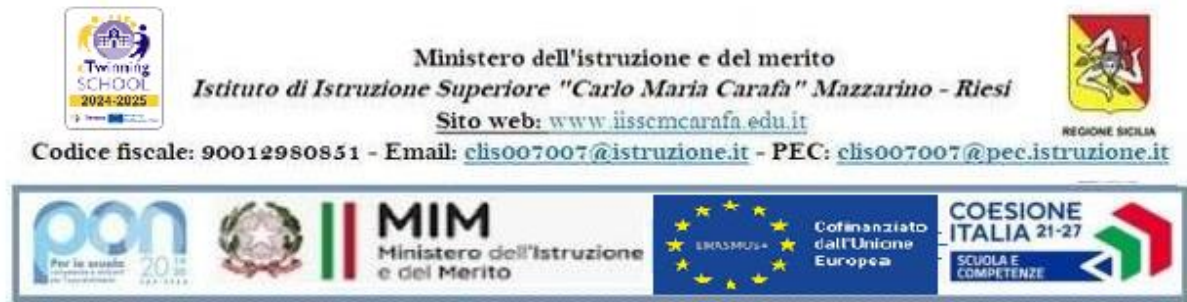 eTwinning
SCHOOL
2024-2025
Ministero dell'istruzione e del merito
Istituto di Istruzione Superiore "Carlo Maria Carafa" Mazzarino - Riesi
Sito web: www.iisscmcarafa.edu.it
REGIONE SICILIA
Codice fiscale: 90012980851 - Email: clis007007@istruzione.it - PEC: clis007007@pec.istruzione.it
pon
Per la scuola
2014
2020
MIM
Ministero dell'Istruzione
e del Merito
ERASMUS+
Cofinanziato
dall'Unione
Europea
COESIONE
ITALIA 21-27
SCUOLA E
COMPETENZE